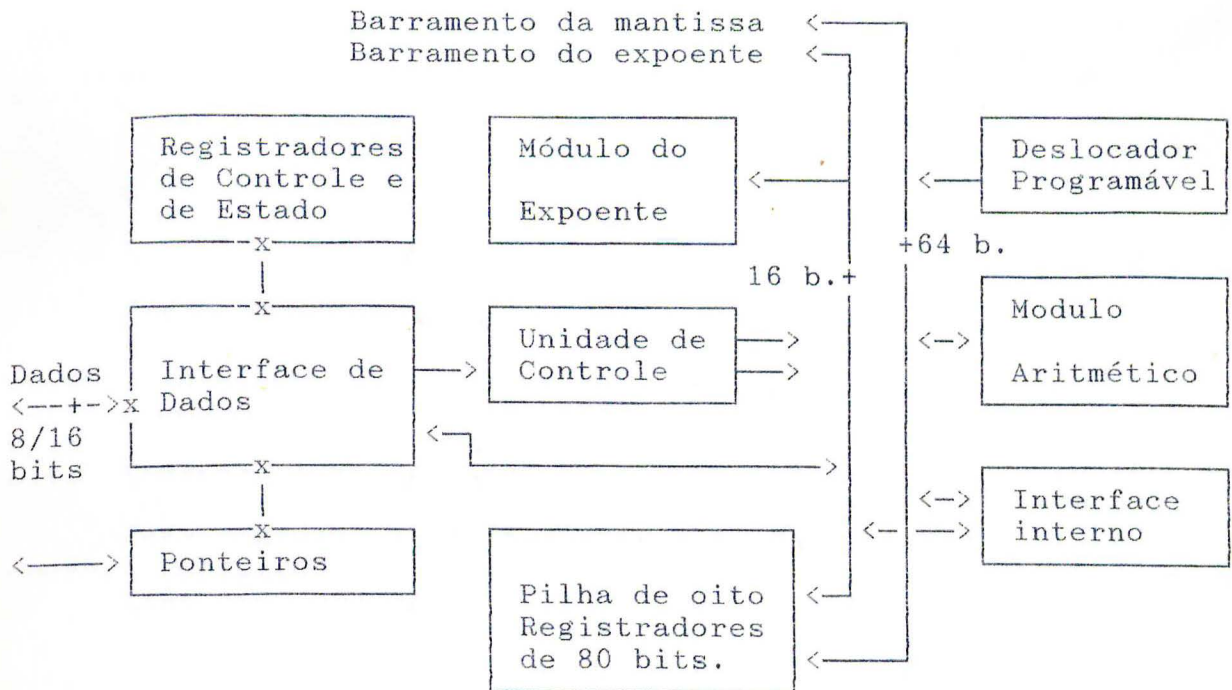 Barramento da mantissa
Barramento do expoente
Registradores
de Controle e
de Estado
Módulo do
Expoente
Deslocador
Programável
+64 b.
16 b.+
Dados
8/16
bits
Interface de
Dados
Unidade de
Controle
Modulo
Aritmético
Ponteiros
Pilha de oito
Registradores
de 80 bits.
Interface
interno